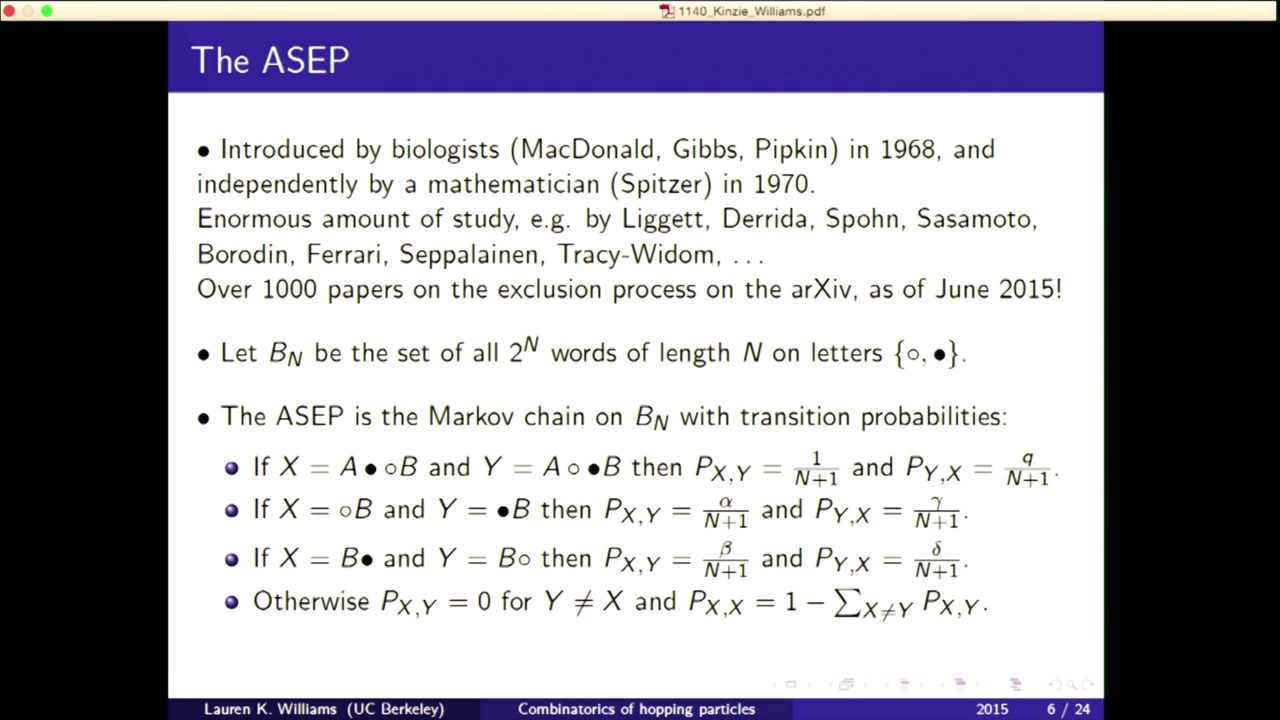 1140_Kinzie_Williams.pdf
The ASEP
• Introduced by biologists (MacDonald, Gibbs, Pipkin) in 1968, and
independently by a mathematician (Spitzer) in 1970.
Enormous amount of study, e.g. by Liggett, Derrida, Spohn, Sasamoto,
Borodin, Ferrari, Seppalainen, Tracy-Widom, ...
Over 1000 papers on the exclusion process on the arXiv, as of June 2015!
• Let B_N be the set of all 2^N words of length N on letters {○, ●}.
• The ASEP is the Markov chain on B_N with transition probabilities:
If X = A ● ○B and Y = A ○ ●B then P_{X,Y} = \frac{1}{N+1} and P_{Y,X} = \frac{q}{N+1}.
If X = ○B and Y = ●B then P_{X,Y} = \frac{α}{N+1} and P_{Y,X} = \frac{γ}{N+1}.
If X = B● and Y = B○ then P_{X,Y} = \frac{β}{N+1} and P_{Y,X} = \frac{δ}{N+1}.
Otherwise P_{X,Y} = 0 for Y ≠ X and P_{X,X} = 1 − ∑_{X≠Y} P_{X,Y}.
Lauren K. Williams (UC Berkeley) Combinatorics of hopping particles 2015 6 / 24